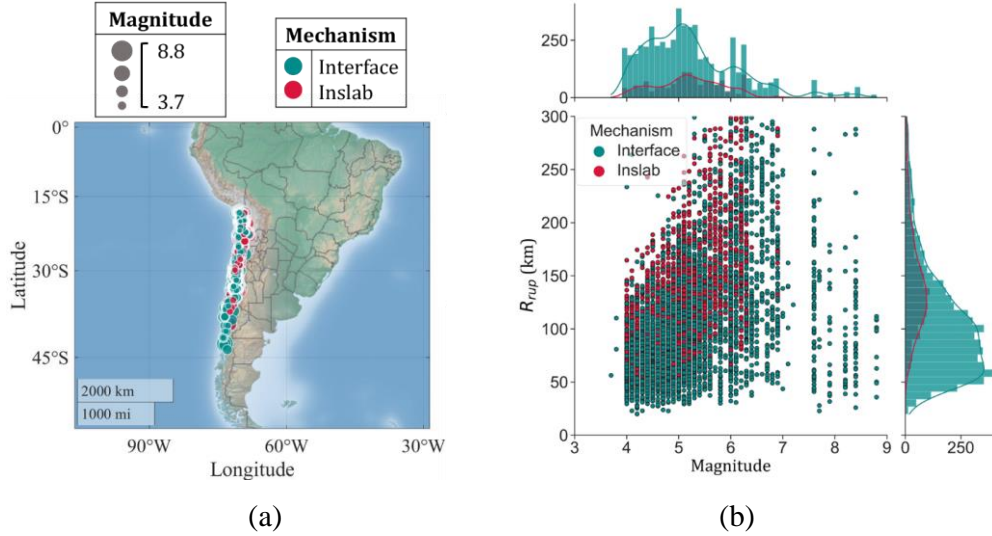 Magnitude
8.8
3.7
Mechanism
Interface
Inslab
0°
15°S
30°S
45°S
Latitude
2000 km
1000 mi
90°W
60°W
30°W
Longitude
(a)
250
0
300
250
200
150
100
50
0
R_rup (km)
Mechanism
Interface
Inslab
3
4
5
6
7
8
9
Magnitude
0
250
(b)